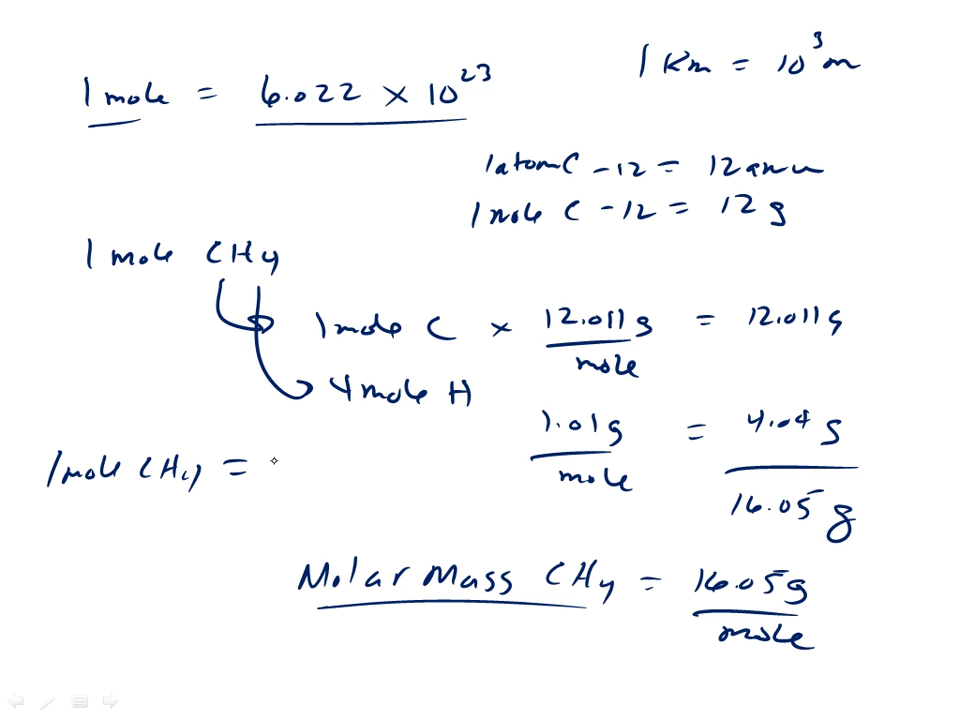 1 mole = 6.022 × 10^23
1 Km = 10^3 m
1 atom C-12 = 12 amu
1 mole C-12 = 12 g
1 mole CH4
1 mole C × 12.011 g / mole = 12.011 g
4 mole H
1.01 g / mole = 4.04 g
1 mole CH4 =
16.05 g
Molar Mass CH4 = 16.05 g / mole